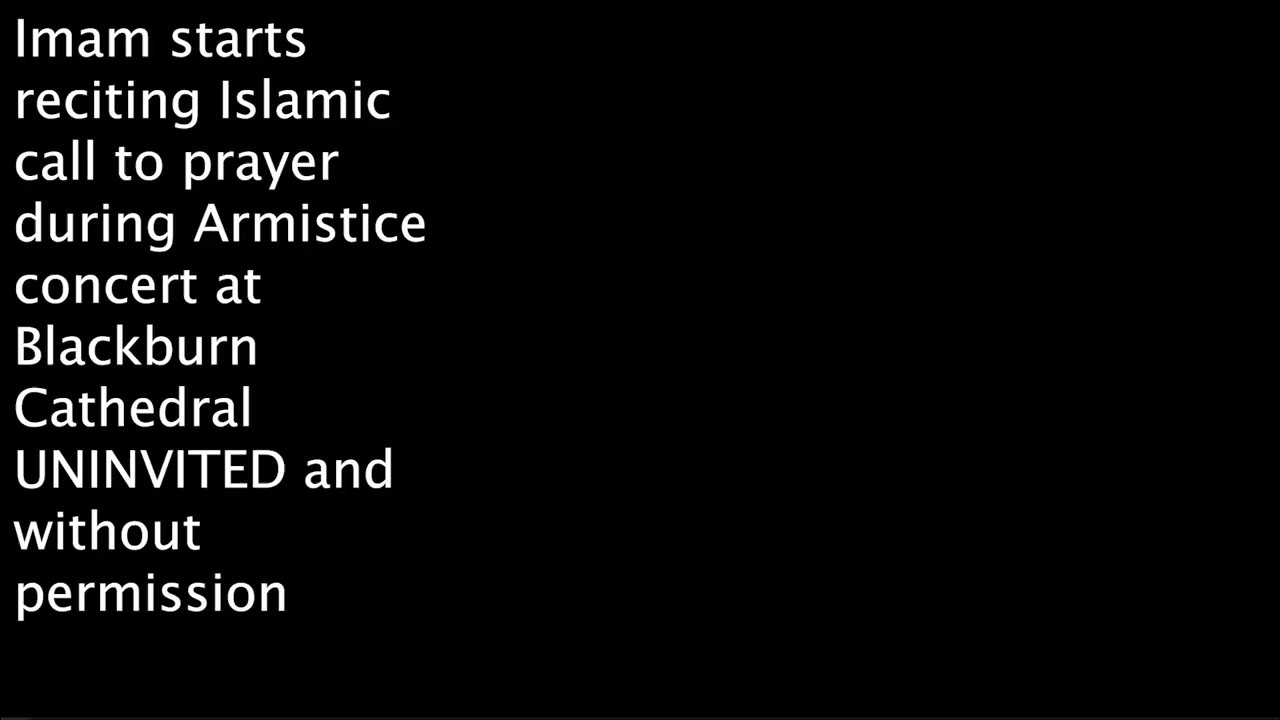 Imam starts
reciting Islamic
call to prayer
during Armistice
concert at
Blackburn
Cathedral
UNINVITED and
without
permission